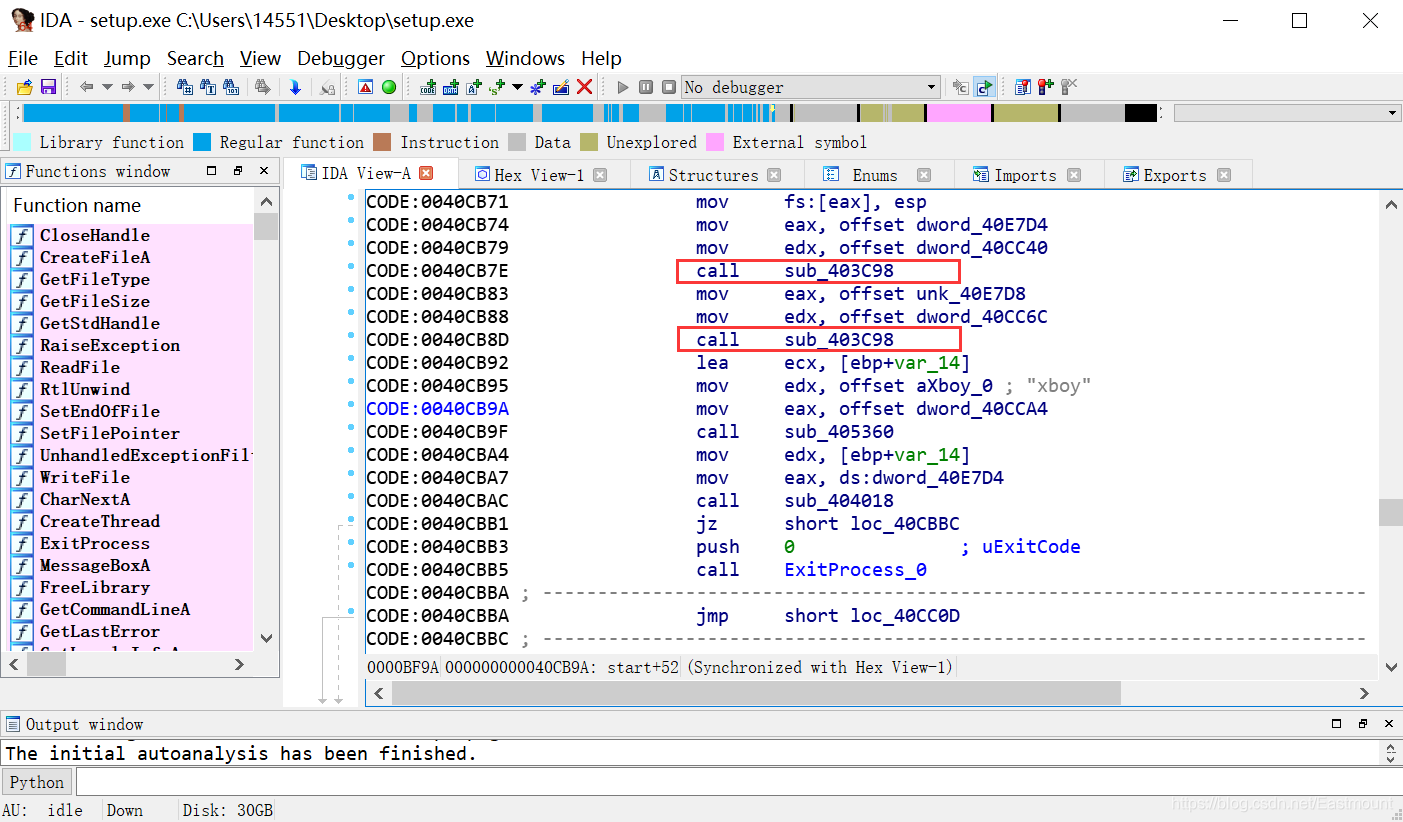 IDA - setup.exe C:\Users\14551\Desktop\setup.exe
File Edit Jump Search View Debugger Options Windows Help
No debugger
Library function Regular function Instruction Data Unexplored External symbol
Functions window
IDA View-A Hex View-1 Structures Enums Imports Exports
Function name
CloseHandle
CreateFileA
GetFileType
GetFileSize
GetStdHandle
RaiseException
ReadFile
RtlUnwind
SetEndOfFile
SetFilePointer
UnhandledExceptionFil
WriteFile
CharNextA
CreateThread
ExitProcess
MessageBoxA
FreeLibrary
GetCommandLineA
GetLastError
CODE:0040CB71 mov fs:[eax], esp
CODE:0040CB74 mov eax, offset dword_40E7D4
CODE:0040CB79 mov edx, offset dword_40CC40
CODE:0040CB7E call sub_403C98
CODE:0040CB83 mov eax, offset unk_40E7D8
CODE:0040CB88 mov edx, offset dword_40CC6C
CODE:0040CB8D call sub_403C98
CODE:0040CB92 lea ecx, [ebp+var_14]
CODE:0040CB95 mov edx, offset aXboy_0 ; "xboy"
CODE:0040CB9A mov eax, offset dword_40CCA4
CODE:0040CB9F call sub_405360
CODE:0040CBA4 mov edx, [ebp+var_14]
CODE:0040CBA7 mov eax, ds:dword_40E7D4
CODE:0040CBAC call sub_404018
CODE:0040CBB1 jz short loc_40CBBC
CODE:0040CBB3 push 0 ; uExitCode
CODE:0040CBB5 call ExitProcess_0
CODE:0040CBBA ; ---------------------------------------------------------------------------
CODE:0040CBBA jmp short loc_40CC0D
CODE:0040CBBC ; ---------------------------------------------------------------------------
0000BF9A 000000000040CB9A: start+52 (Synchronized with Hex View-1)
Output window
The initial autoanalysis has been finished.
Python
AU: idle Down Disk: 30GB
https://blog.csdn.net/Eastmount